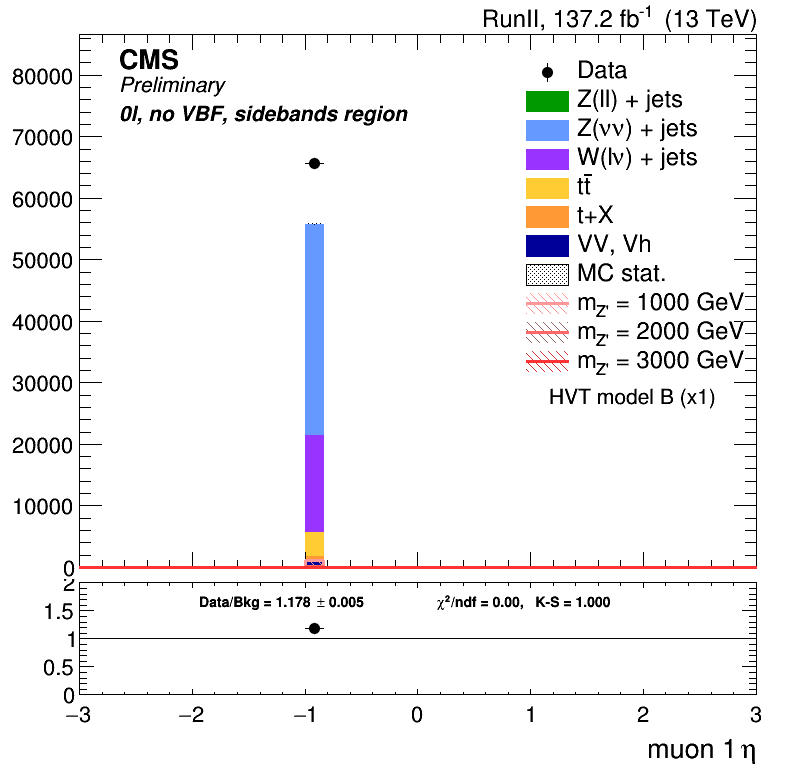 RunII, 137.2 fb⁻¹ (13 TeV)
CMS
Preliminary
0l, no VBF, sidebands region
Data
Z(ll) + jets
Z(νν) + jets
W(lν) + jets
tt̄
t+X
VV, Vh
MC stat.
m_Z' = 1000 GeV
m_Z' = 2000 GeV
m_Z' = 3000 GeV
HVT model B (x1)
80000
70000
60000
50000
40000
30000
20000
10000
0
Data/Bkg = 1.178 ± 0.005 χ²/ndf = 0.00, K-S = 1.000
2
1.5
1
0.5
0
−3 −2 −1 0 1 2 3
muon 1 η